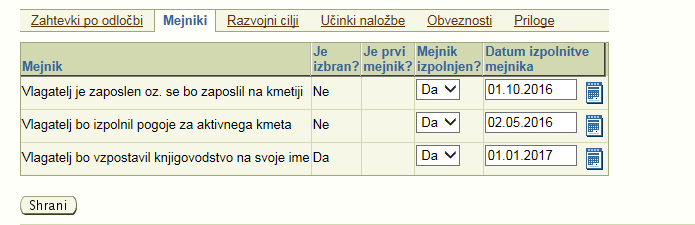 Zahtevki po odločbi Mejniki Razvojni cilji Učinki naložbe Obveznosti Priloge
Mejnik Je izbran? Je prvi mejnik? Mejnik izpolnjen? Datum izpolnitve mejnika
Vlagatelj je zaposlen oz. se bo zaposlil na kmetiji Ne Da 01.10.2016
Vlagatelj bo izpolnil pogoje za aktivnega kmeta Ne Da 02.05.2016
Vlagatelj bo vzpostavil knjigovodstvo na svoje ime Da Da 01.01.2017
Shrani